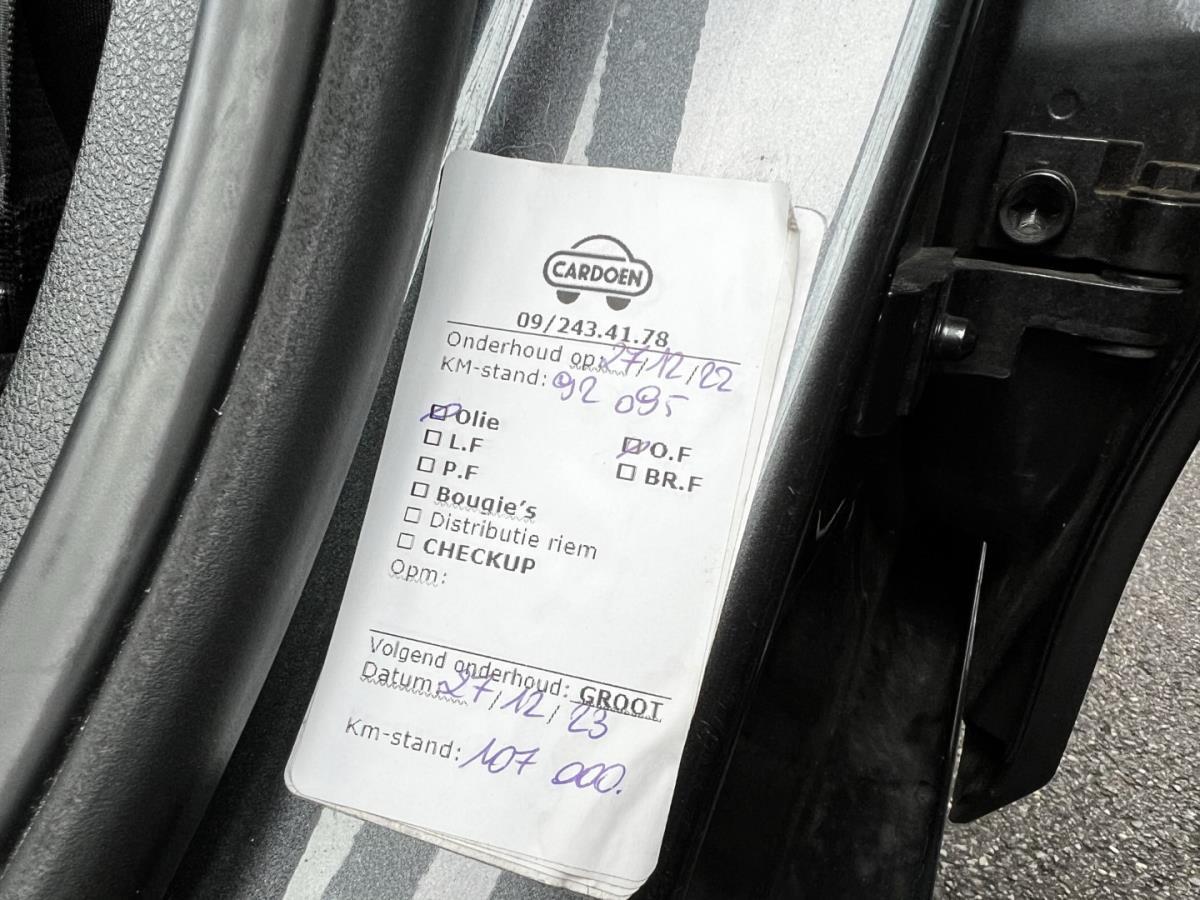 CARDOEN
09/243.41.78
Onderhoud op: 27/12/22
KM-stand: 92 095
Olie O.F
L.F BR.F
P.F
Bougie's
Distributie riem
CHECKUP
Opm:
Volgend onderhoud: GROOT
Datum: 27/12/23
Km-stand: 107 000.